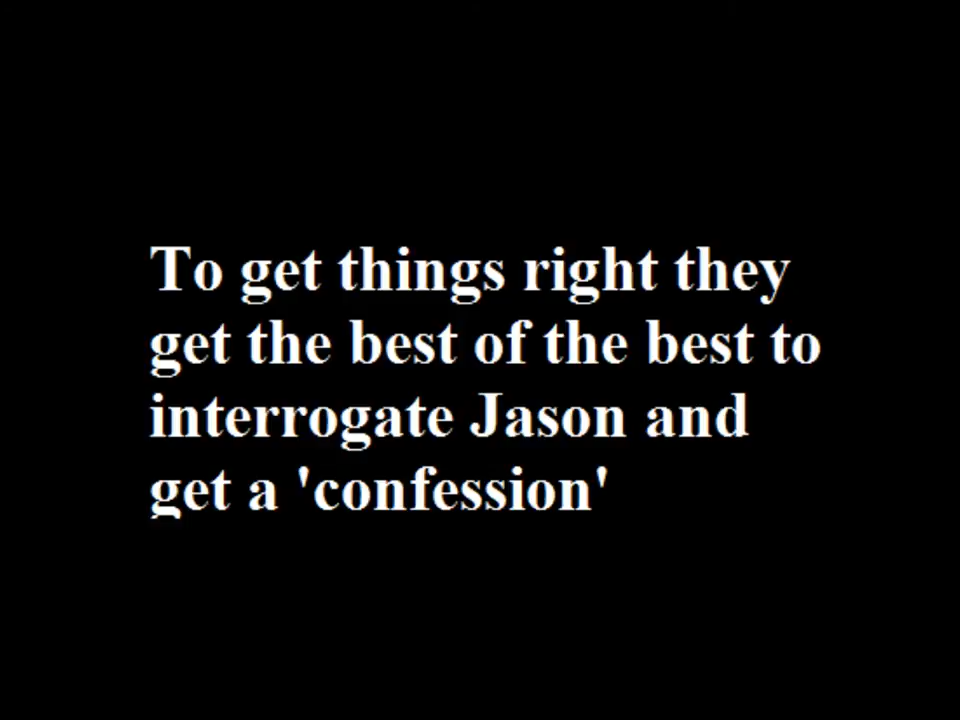 To get things right they
get the best of the best to
interrogate Jason and
get a 'confession'